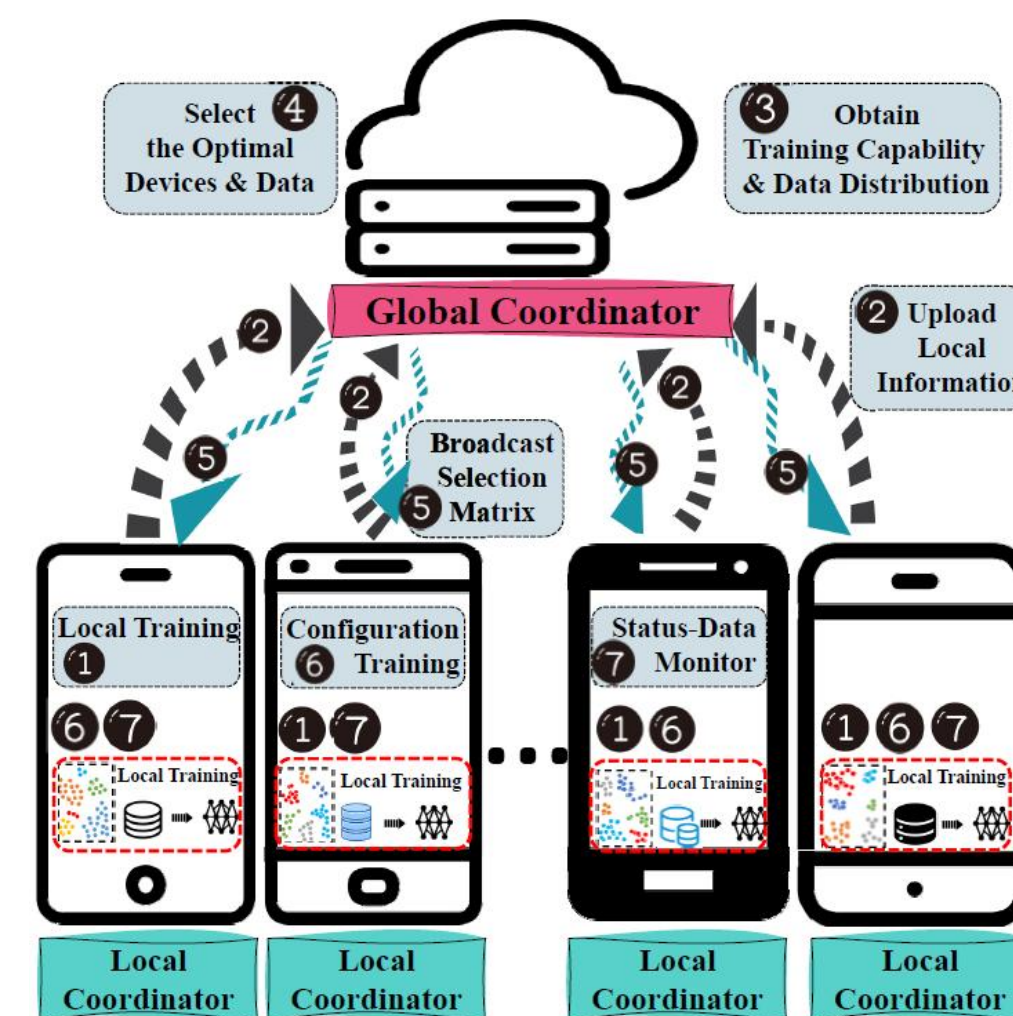 Select 4
the Optimal
Devices & Data
3 Obtain
Training Capability
& Data Distribution
Global Coordinator
2
2
2
2 Upload
Local
Informatio
5
Broadcast
Selection
5 Matrix
5
5
Local Training
1
Configuration
6 Training
Status-Data
7 Monitor
6 7
1 7
1 6
1 6 7
Local Training
Local Training
Local Training
Local Training
Local
Coordinator
Local
Coordinator
Local
Coordinator
Local
Coordinator